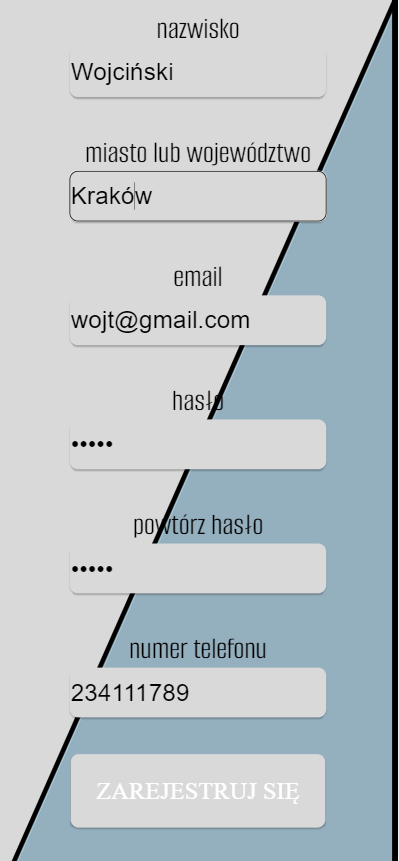 nazwisko
Wojciński
miasto lub województwo
Kraków
email
wojt@gmail.com
hasło
•••••
powtórz hasło
•••••
numer telefonu
234111789
ZAREJESTRUJ SIĘ